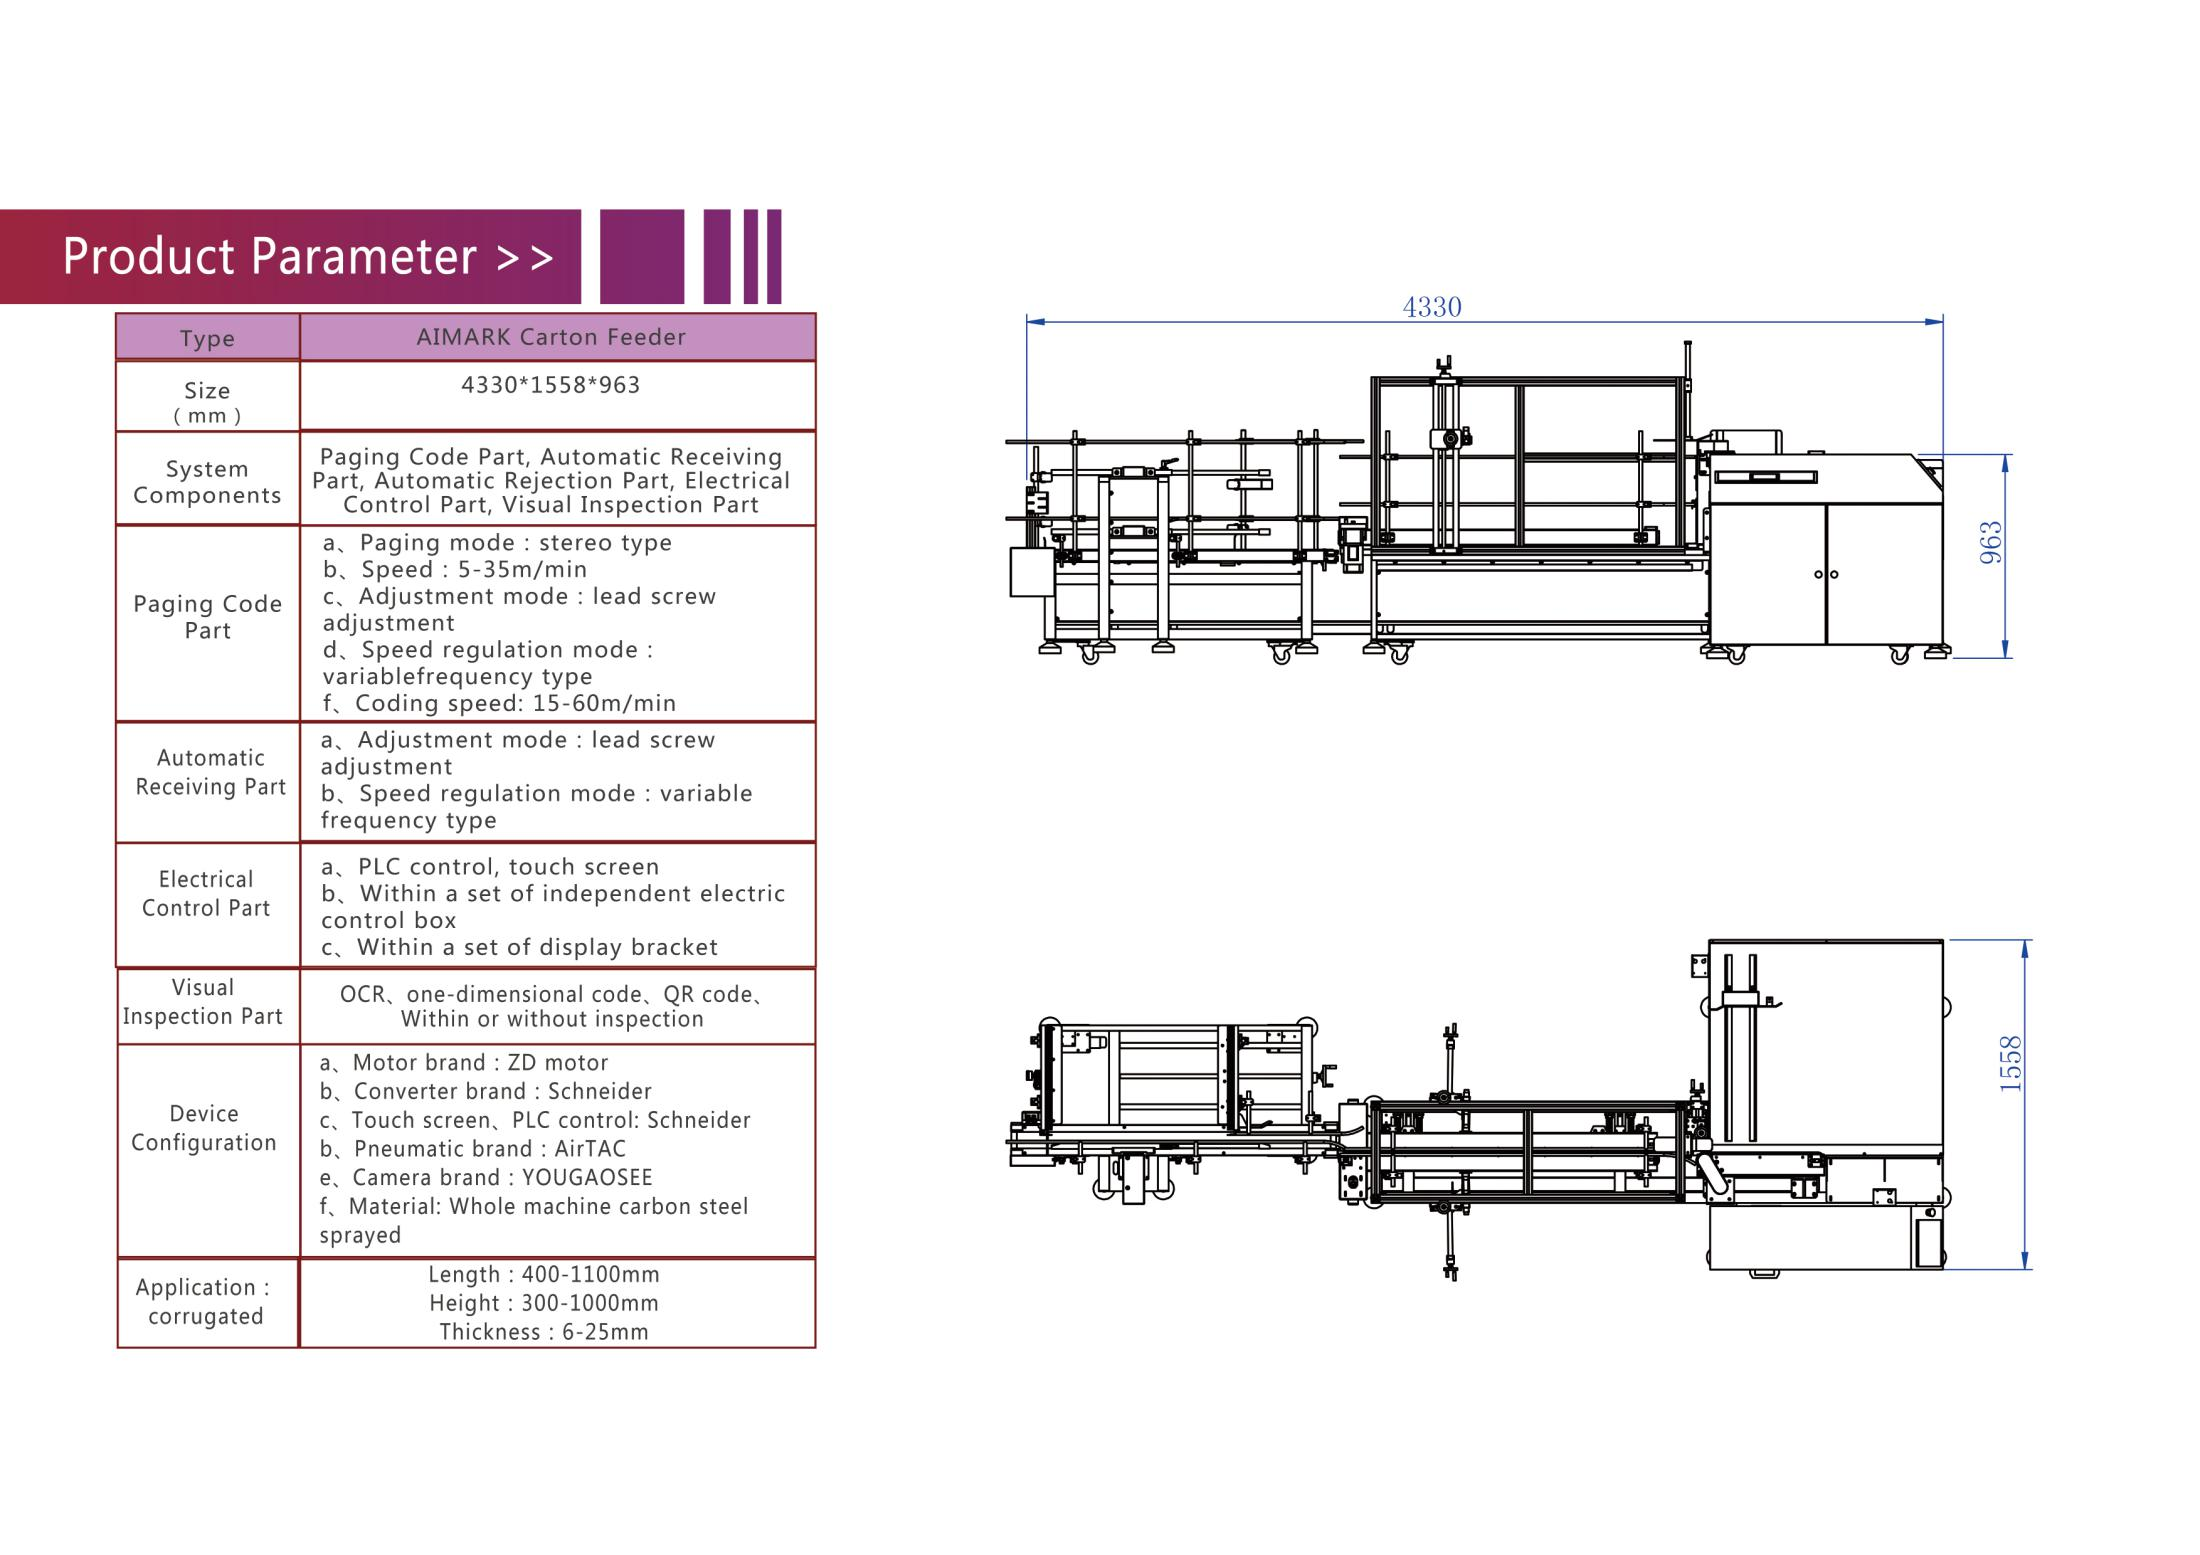 Product Parameter >>
Type
AIMARK Carton Feeder
Size
( mm )
4330*1558*963
System
Components
Paging Code Part, Automatic Receiving
Part, Automatic Rejection Part, Electrical
Control Part, Visual Inspection Part
Paging Code
Part
a、Paging mode : stereo type
b、Speed : 5-35m/min
c、Adjustment mode : lead screw
adjustment
d、Speed regulation mode :
variablefrequency type
f、Coding speed: 15-60m/min
Automatic
Receiving Part
a、Adjustment mode : lead screw
adjustment
b、Speed regulation mode : variable
frequency type
Electrical
Control Part
a、PLC control, touch screen
b、Within a set of independent electric
control box
c、Within a set of display bracket
Visual
Inspection Part
OCR、one-dimensional code、QR code、
Within or without inspection
Device
Configuration
a、Motor brand : ZD motor
b、Converter brand : Schneider
c、Touch screen、PLC control: Schneider
b、Pneumatic brand : AirTAC
e、Camera brand : YOUGAOSEE
f、Material: Whole machine carbon steel
sprayed
Application :
corrugated
Length : 400-1100mm
Height : 300-1000mm
Thickness : 6-25mm
4330
963
1558